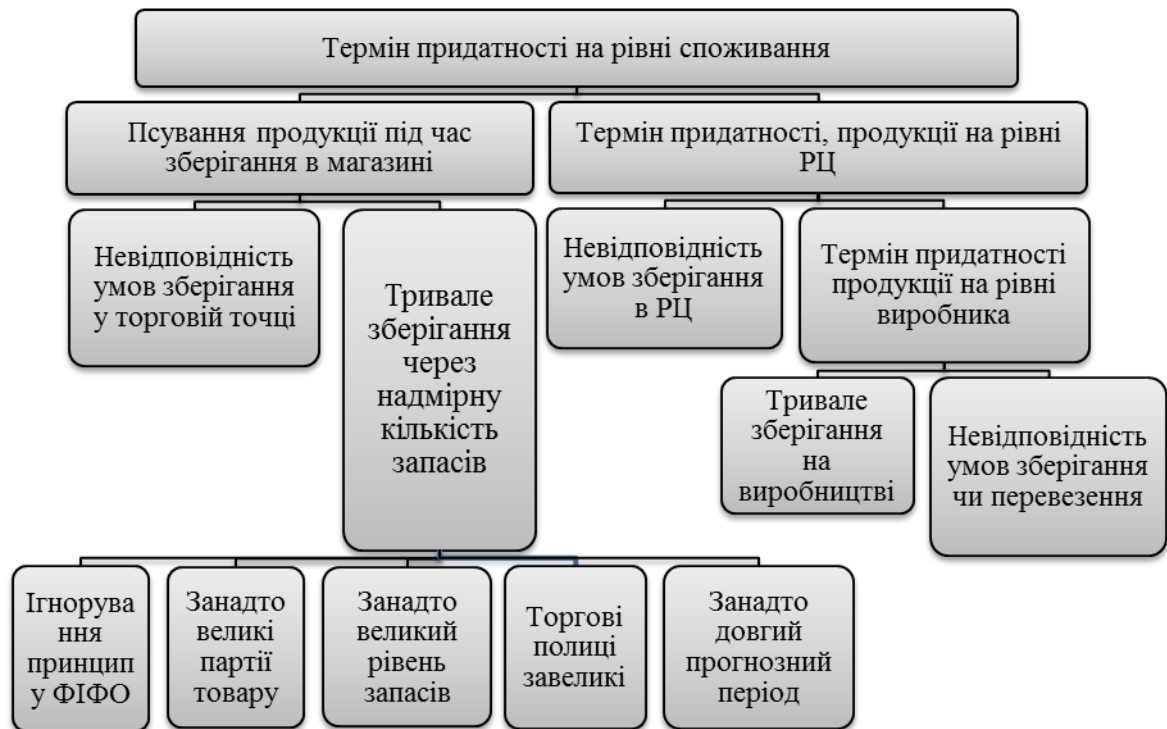 Термін придатності на рівні споживання
Псування продукції під час
зберігання в магазині
Термін придатності, продукції на рівні
РЦ
Невідповідність
умов зберігання
у торговій точці
Тривале
зберігання
через
надмірну
кількість
запасів
Невідповідність
умов зберігання
в РЦ
Термін придатності
продукції на рівні
виробника
Тривале
зберігання
на
виробництві
Невідповідність
умов зберігання
чи перевезення
Ігнорува
ння
принцип
у ФІФО
Занадто
великі
партії
товару
Занадто
великий
рівень
запасів
Торгові
полиці
завеликі
Занадто
довгий
прогнозний
період